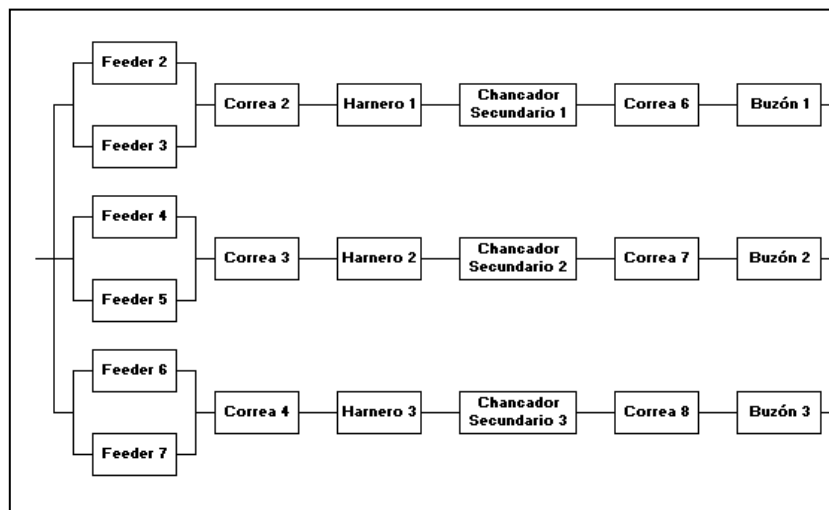 Feeder 2
Correa 2
Harnero 1
Chancador
Secundario 1
Correa 6
Buzón 1
Feeder 3
Feeder 4
Correa 3
Harnero 2
Chancador
Secundario 2
Correa 7
Buzón 2
Feeder 5
Feeder 6
Correa 4
Harnero 3
Chancador
Secundario 3
Correa 8
Buzón 3
Feeder 7